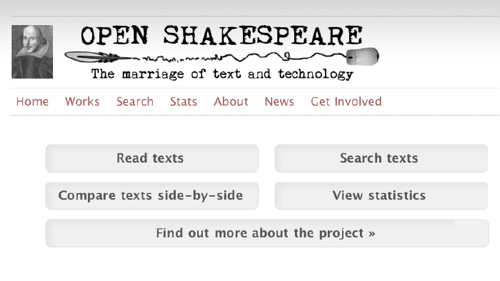 OPEN SHAKESPEARE
The marriage of text and technology
Home Works Search Stats About News Get Involved
Read texts Search texts
Compare texts side-by-side View statistics
Find out more about the project »